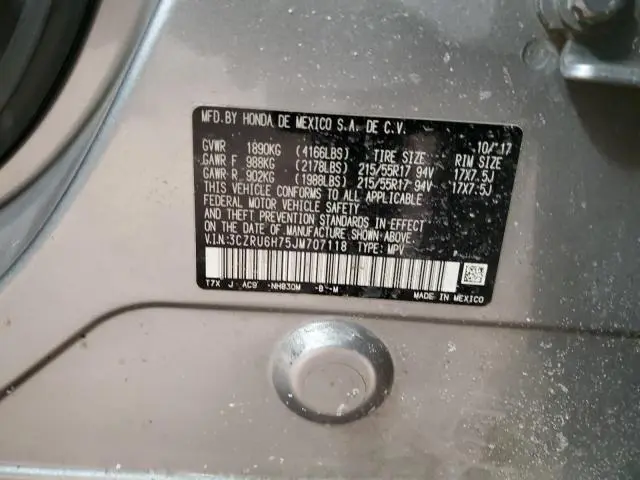 MFD.BY HONDA DE MEXICO S.A. DE C.V.
10/'17
GVWR 1890KG (4166LBS) TIRE SIZE RIM SIZE
GAWR F 988KG (2178LBS) 215/55R17 94V 17X7.5J
GAWR R 902KG (1988LBS) 215/55R17 94V 17X7.5J
THIS VEHICLE CONFORMS TO ALL APPLICABLE
FEDERAL MOTOR VEHICLE SAFETY
AND THEFT PREVENTION STANDARDS IN EFFECT
ON THE DATE OF MANUFACTURE SHOWN ABOVE.
V.I.N:3CZRU6H75JM707118 TYPE: MPV
T7X J AC9 -NH830M -B -M MADE IN MEXICO